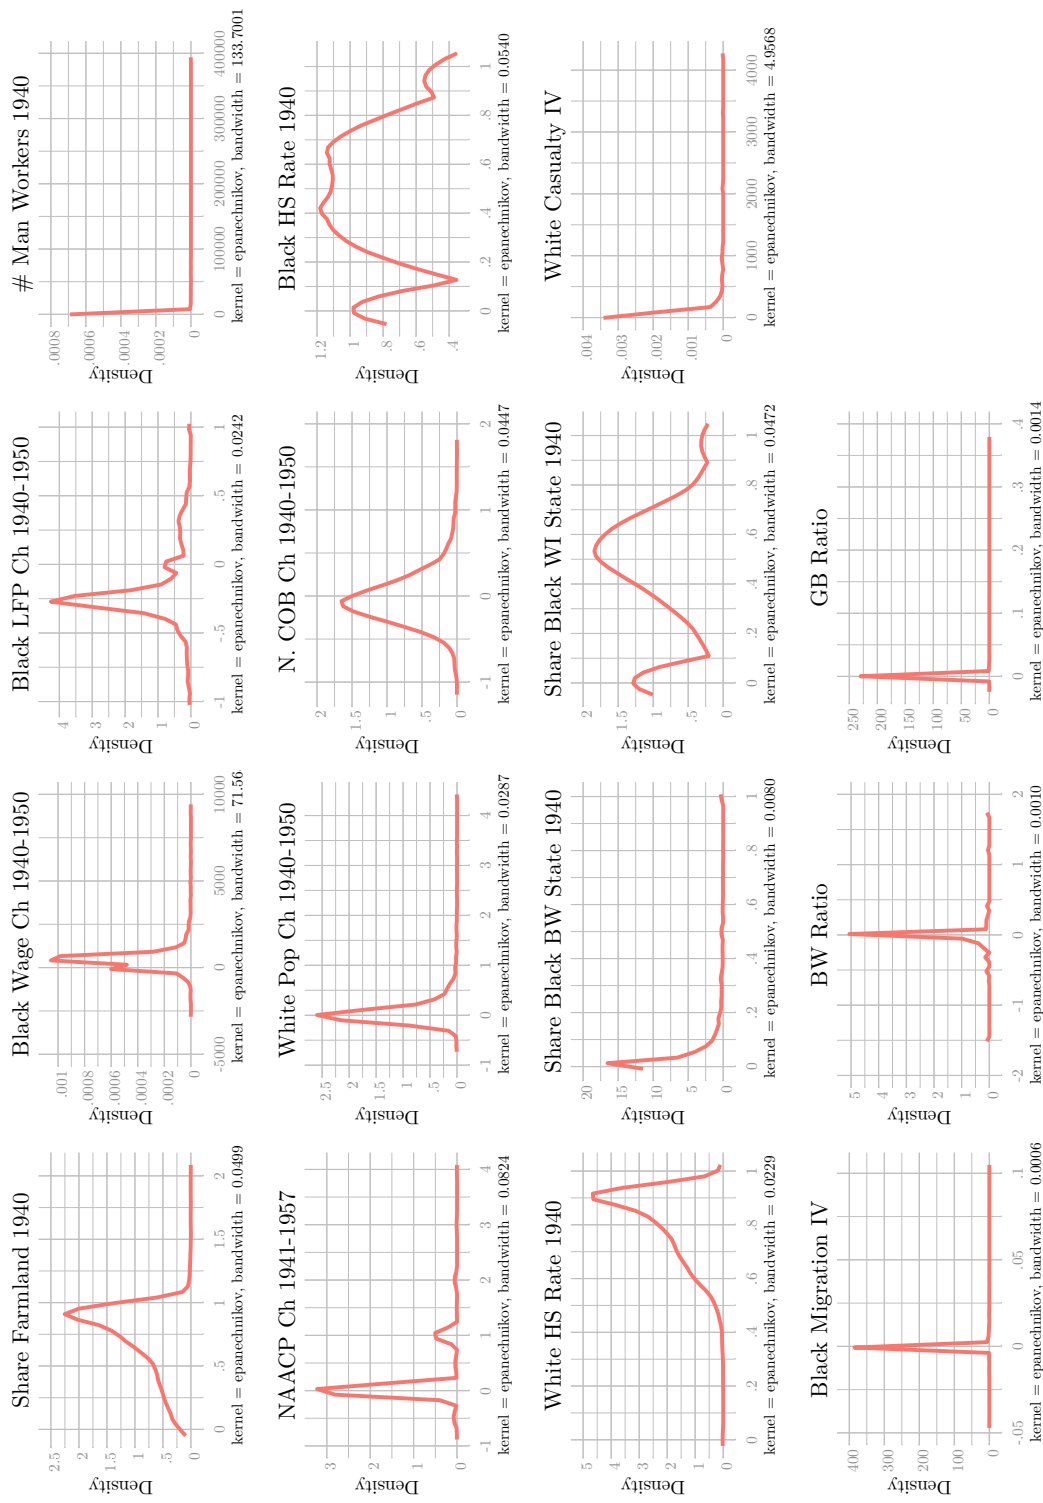 Share Farmland 1940
Density
2.5
2
1.5
1
.5
0
0 .5 1 1.5 2
kernel = epanechnikov, bandwidth = 0.0499
Black Wage Ch 1940-1950
Density
.001
.0008
.0006
.0004
.0002
0
-5000 0 5000 10000
kernel = epanechnikov, bandwidth = 71.56
Black LFP Ch 1940-1950
Density
4
3
2
1
0
-1 -.5 0 .5 1
kernel = epanechnikov, bandwidth = 0.0242
# Man Workers 1940
Density
.0008
.0006
.0004
.0002
0
0 100000 200000 300000 400000
kernel = epanechnikov, bandwidth = 133.7001
NAACP Ch 1941-1957
Density
3
2
1
0
-1 0 1 2 3 4
kernel = epanechnikov, bandwidth = 0.0824
White Pop Ch 1940-1950
Density
2.5
2
1.5
1
.5
0
-1 0 1 2 3 4
kernel = epanechnikov, bandwidth = 0.0287
N. COB Ch 1940-1950
Density
2
1.5
1
.5
0
-1 0 1 2
kernel = epanechnikov, bandwidth = 0.0447
Black HS Rate 1940
Density
1.2
1
.8
.6
.4
0 .2 .4 .6 .8 1
kernel = epanechnikov, bandwidth = 0.0540
White HS Rate 1940
Density
5
4
3
2
1
0
0 .2 .4 .6 .8 1
kernel = epanechnikov, bandwidth = 0.0229
Share Black BW State 1940
Density
20
15
10
5
0
0 .2 .4 .6 .8 1
kernel = epanechnikov, bandwidth = 0.0080
Share Black WI State 1940
Density
2
1.5
1
.5
0
0 .2 .4 .6 .8 1
kernel = epanechnikov, bandwidth = 0.0472
White Casualty IV
Density
.004
.003
.002
.001
0
0 1000 2000 3000 4000
kernel = epanechnikov, bandwidth = 4.9568
Black Migration IV
Density
400
300
200
100
0
-.05 0 .05 .1
kernel = epanechnikov, bandwidth = 0.0006
BW Ratio
Density
5
4
3
2
1
0
-2 -1 0 1 2
kernel = epanechnikov, bandwidth = 0.0010
GB Ratio
Density
250
200
150
100
50
0
0 .1 .2 .3 .4
kernel = epanechnikov, bandwidth = 0.0014